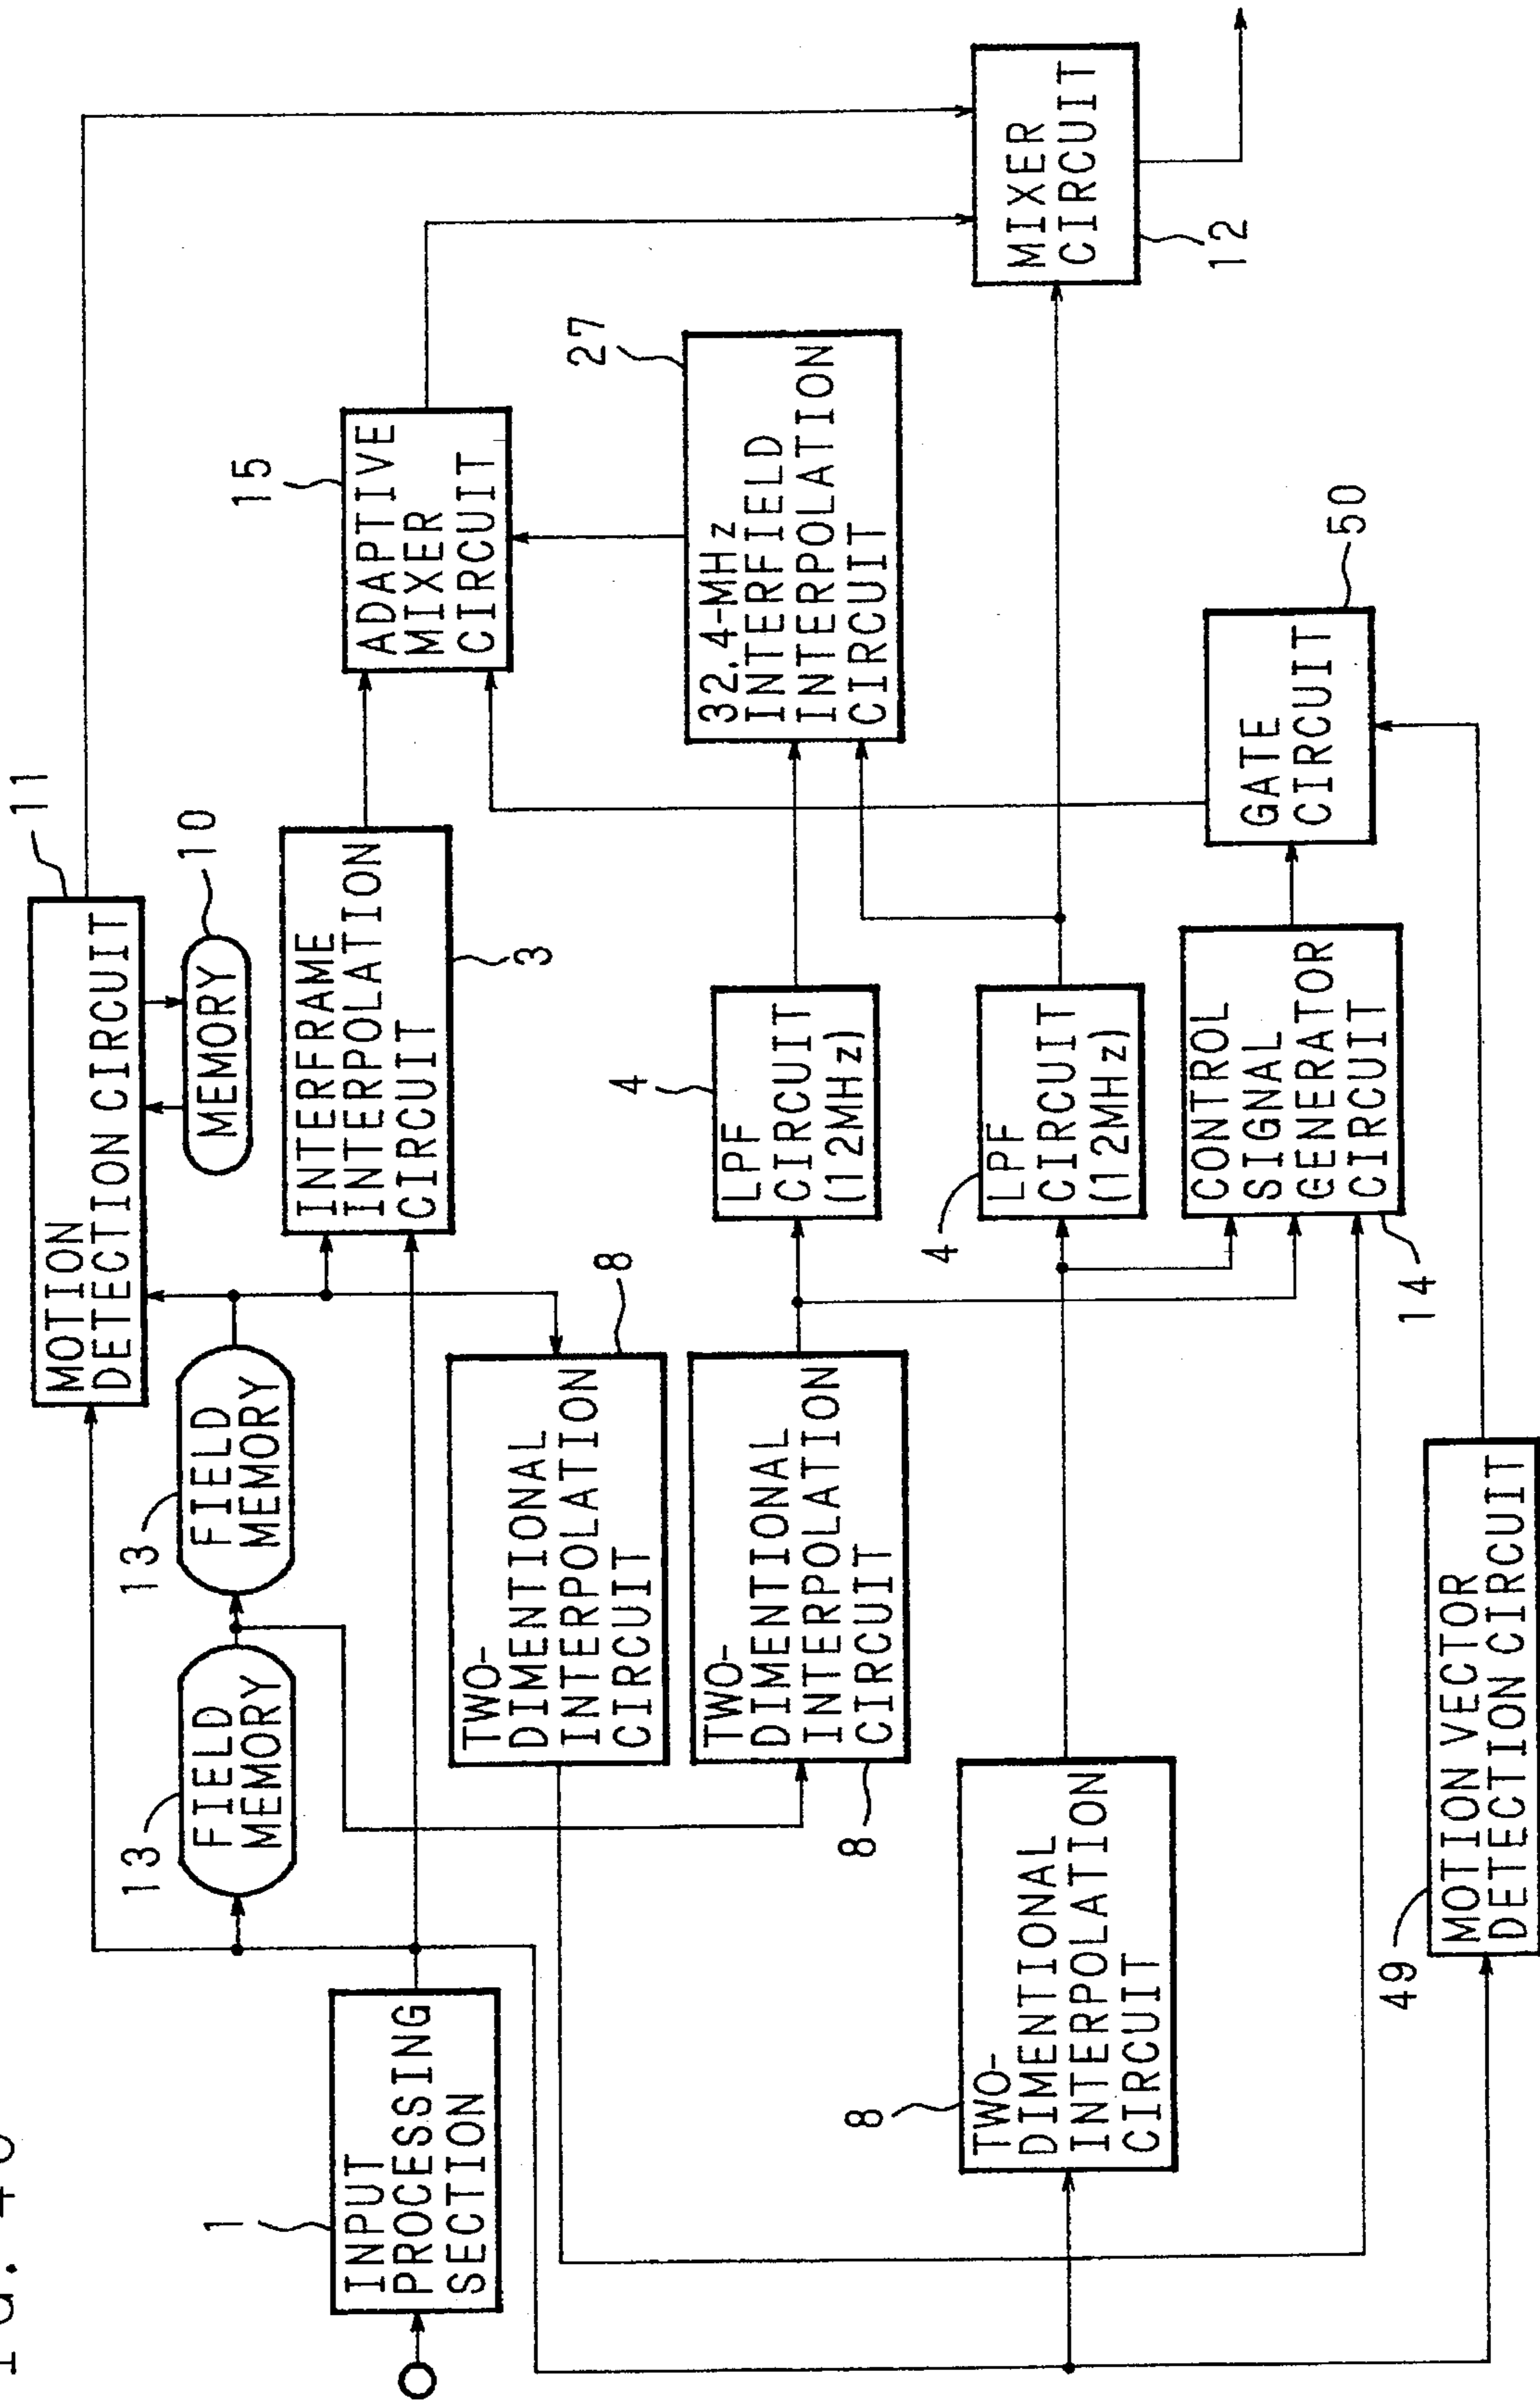 11
MOTION
DETECTION CIRCUIT
10
MEMORY
13
FIELD
MEMORY
13
FIELD
MEMORY
1
INPUT
PROCESSING
SECTION
INTERFRAME
INTERPOLATION
CIRCUIT
3
15
ADAPTIVE
MIXER
CIRCUIT
8
TWO-
DIMENTIONAL
INTERPOLATION
CIRCUIT
TWO-
DIMENTIONAL
INTERPOLATION
CIRCUIT
8
4
LPF
CIRCUIT
(12MHz)
27
32.4-MHz
INTERFIELD
INTERPOLATION
CIRCUIT
8
TWO-
DIMENTIONAL
INTERPOLATION
CIRCUIT
4
LPF
CIRCUIT
(12MHz)
MIXER
CIRCUIT
12
CONTROL
SIGNAL
GENERATOR
CIRCUIT
14
GATE
CIRCUIT
50
49
MOTION VECTOR
DETECTION CIRCUIT